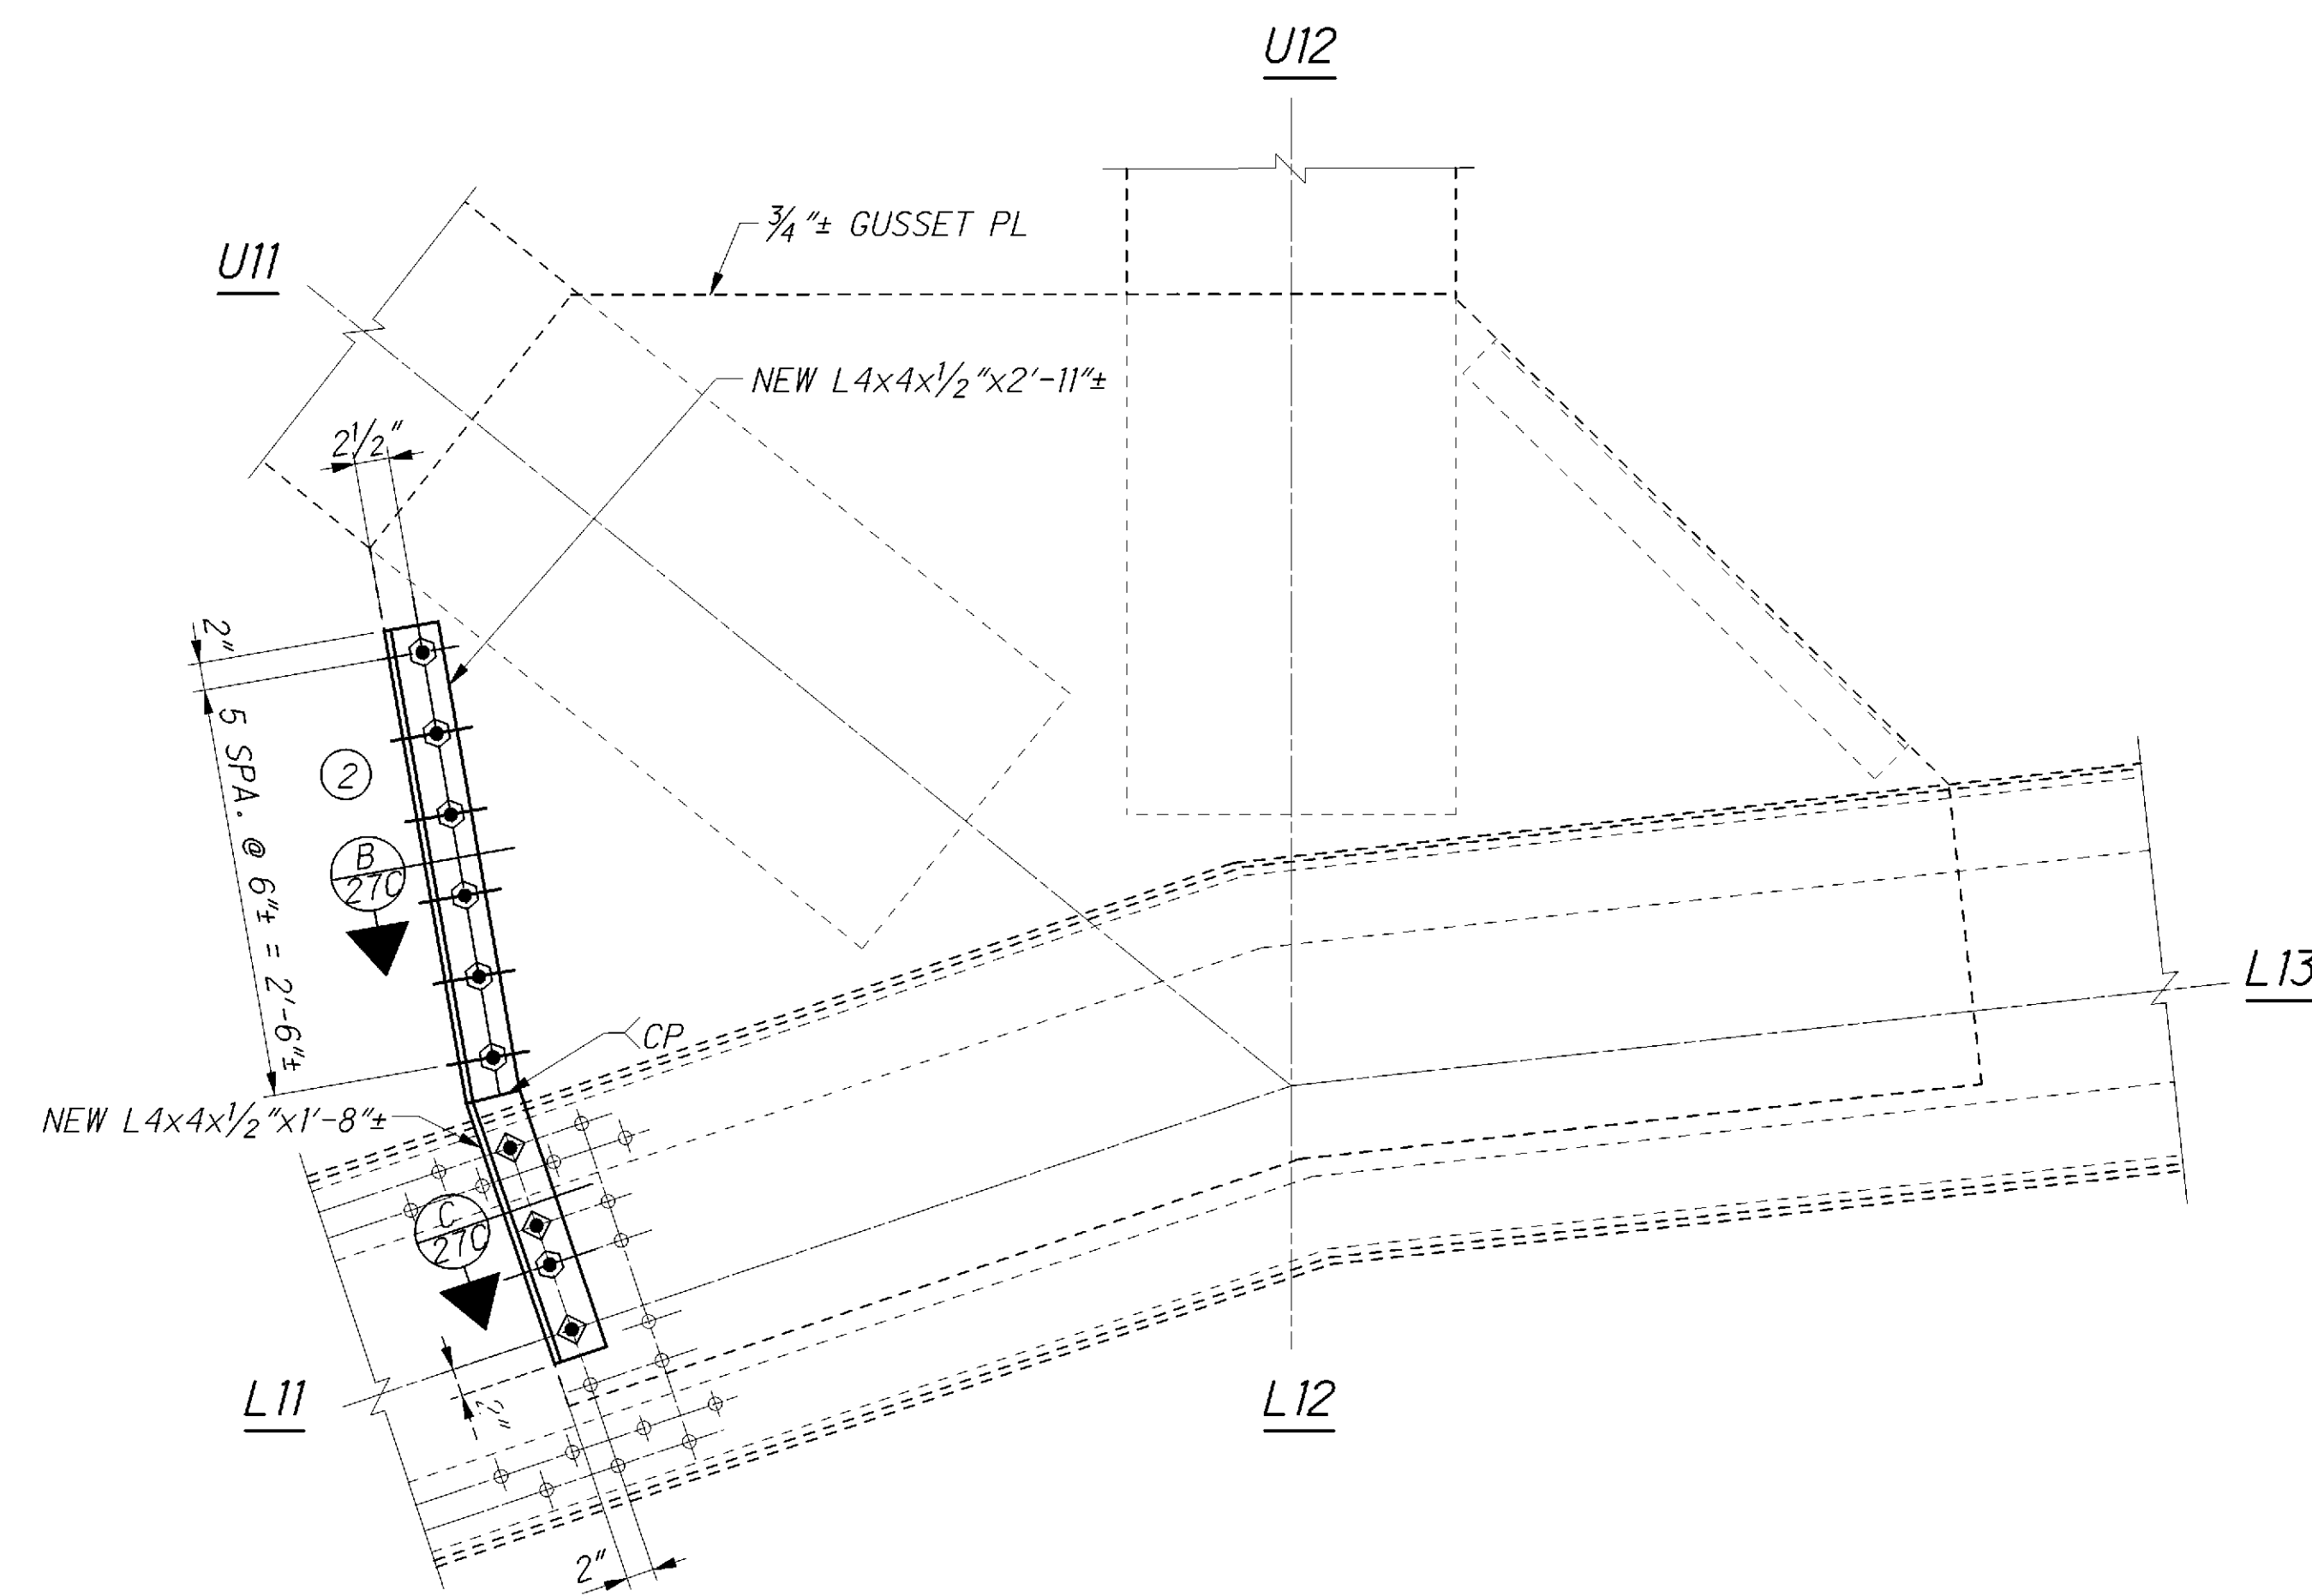 U12
3/4"± GUSSET PL
U11
NEW L4x4x1/2"x2'-11"±
2 1/2"
2"
5 SPA. @ 6"± = 2'-6"±
2
B
27C
L13
CP
NEW L4x4x1/2"x1'-8"±
C
27C
L11
2"
L12
2"